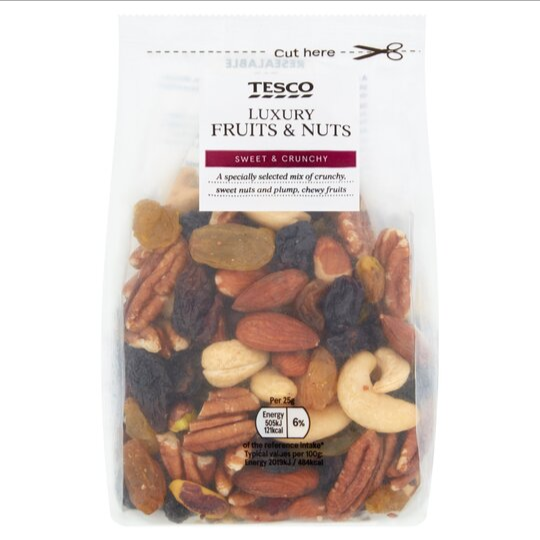 Cut here
RESEALABLE
TESCO
LUXURY
FRUITS & NUTS
SWEET & CRUNCHY
A specially selected mix of crunchy,
sweet nuts and plump, chewy fruits
Per 25g
Energy
505kJ
121kcal
6%
of the reference intake*
Typical values per 100g:
Energy 2019kJ / 484kcal